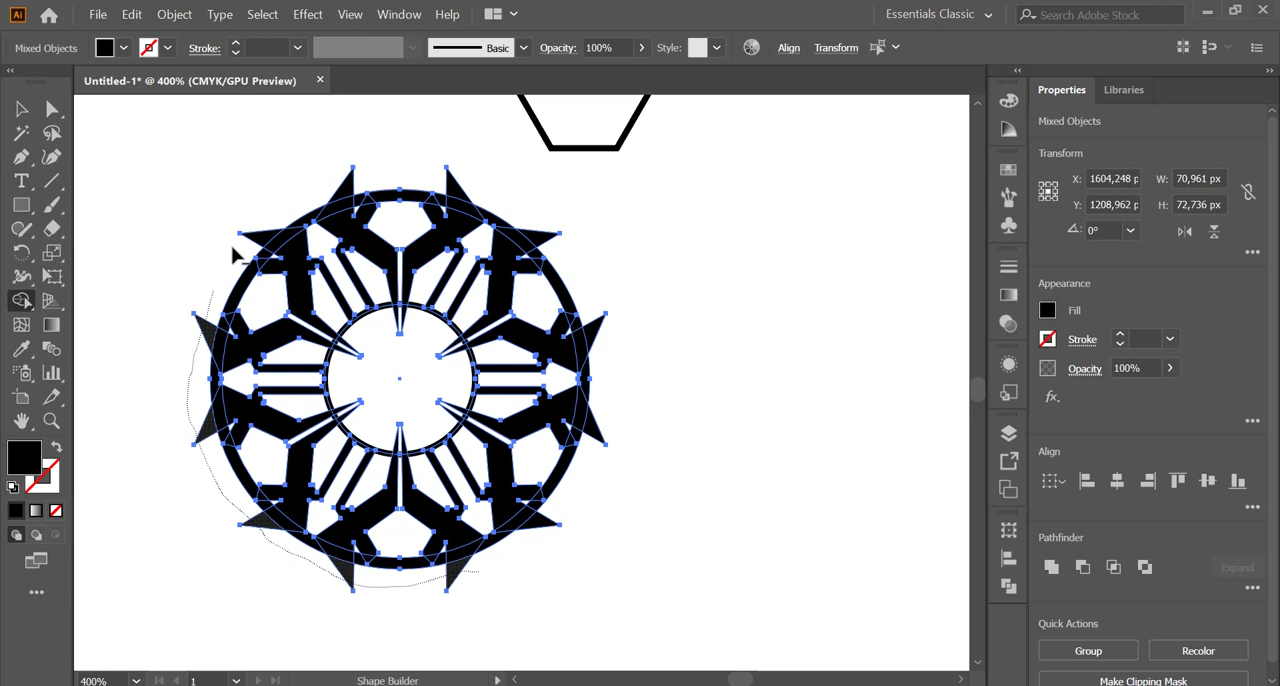 Ai File Edit Object Type Select Effect View Window Help Essentials Classic Search Adobe Stock
Mixed Objects Stroke: Basic Opacity: 100% Style: Align Transform
Untitled-1* @ 400% (CMYK/GPU Preview)
Properties Libraries
Mixed Objects
Transform
X: 1604,248 p W: 70,961 px
Y: 1208,962 p H: 72,736 px
0°
Appearance
Fill
Stroke
Opacity 100%
fx.
Align
Pathfinder
Expand
Quick Actions
Group Recolor
Make Clipping Mask
400% 1 Shape Builder